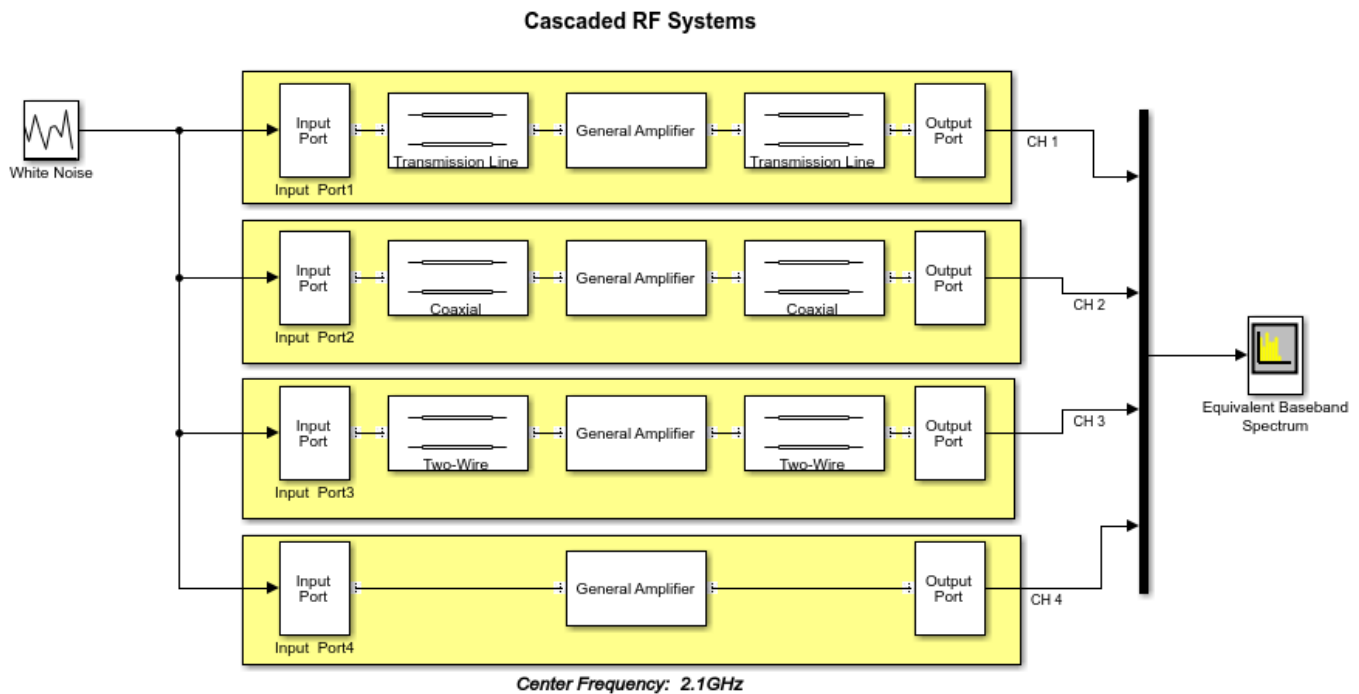 Cascaded RF Systems
White Noise
Input
Port
Input Port1
Transmission Line
General Amplifier
Transmission Line
Output
Port
CH 1
Input
Port
Input Port2
Coaxial
General Amplifier
Coaxial
Output
Port
CH 2
Input
Port
Input Port3
Two-Wire
General Amplifier
Two-Wire
Output
Port
CH 3
Input
Port
Input Port4
General Amplifier
Output
Port
CH 4
Equivalent Baseband
Spectrum
Center Frequency: 2.1GHz